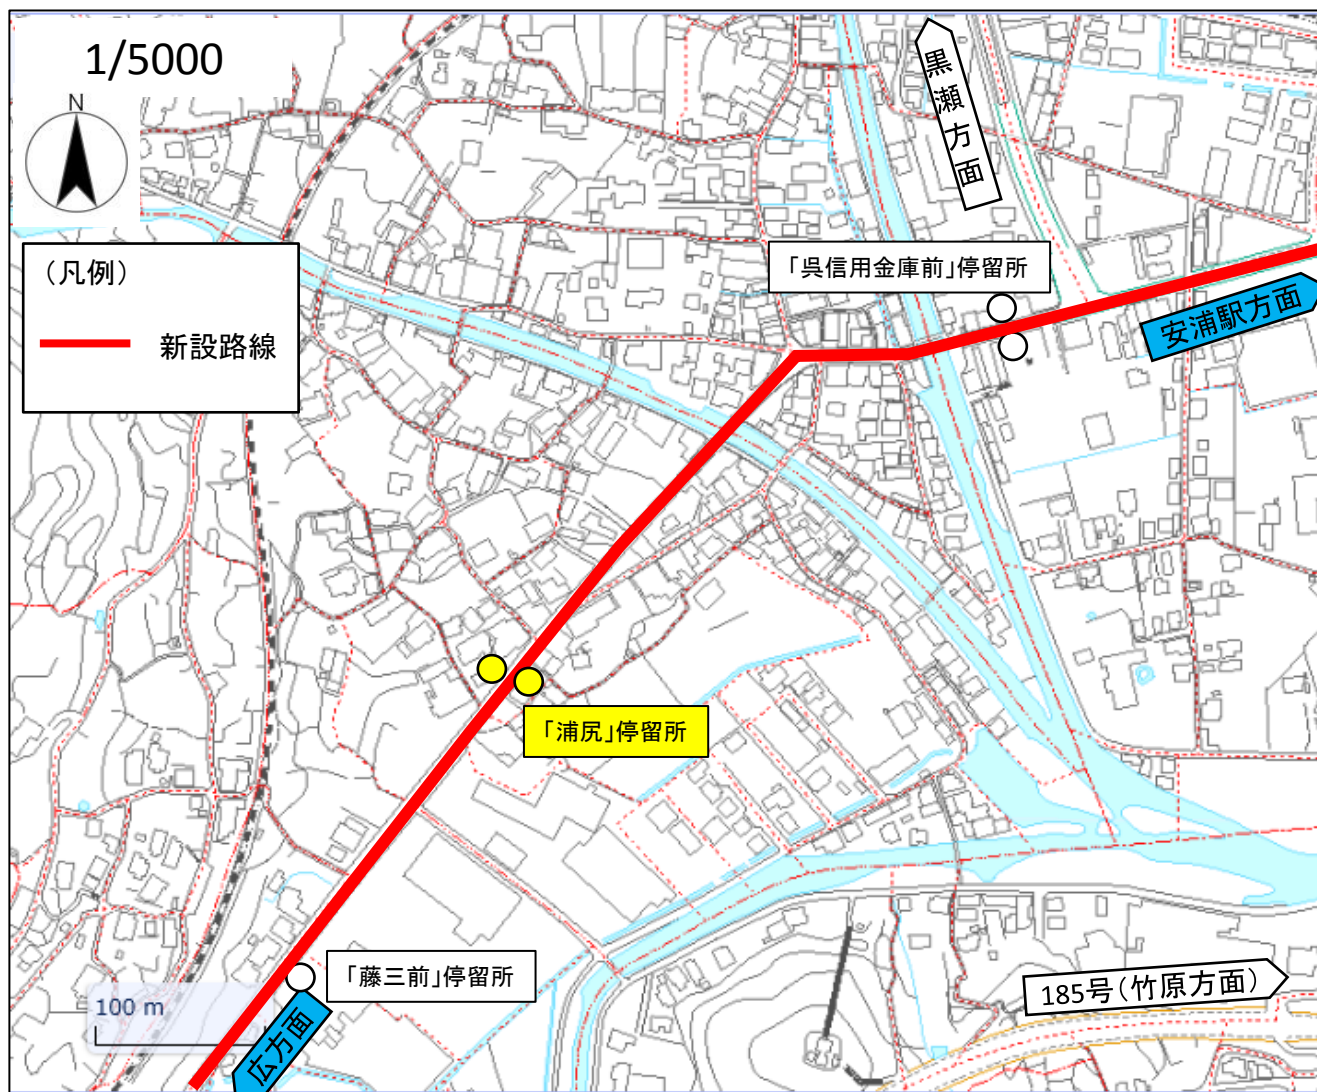 1/5000
N
黒瀬方面
（凡例）
新設路線
「呉信用金庫前」停留所
安浦駅方面
「浦尻」停留所
「藤三前」停留所
100 m
広方面
185号（竹原方面）